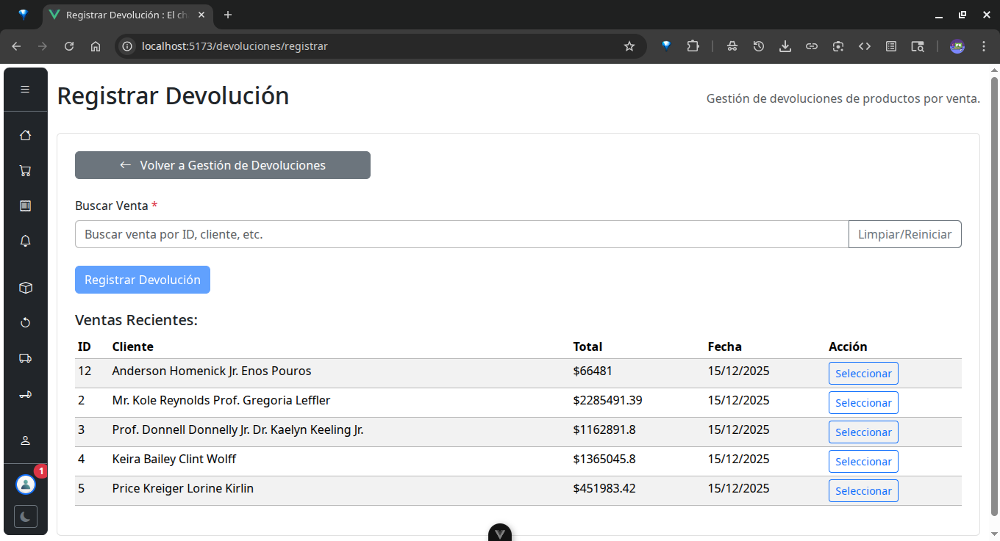 Registrar Devolución : El ch
localhost:5173/devoluciones/registrar
Registrar Devolución
Gestión de devoluciones de productos por venta.
← Volver a Gestión de Devoluciones
Buscar Venta *
Buscar venta por ID, cliente, etc.
Limpiar/Reiniciar
Registrar Devolución
Ventas Recientes:
ID Cliente Total Fecha Acción
12 Anderson Homenick Jr. Enos Pouros $66481 15/12/2025 Seleccionar
2 Mr. Kole Reynolds Prof. Gregoria Leffler $2285491.39 15/12/2025 Seleccionar
3 Prof. Donnell Donnelly Jr. Dr. Kaelyn Keeling Jr. $1162891.8 15/12/2025 Seleccionar
4 Keira Bailey Clint Wolff $1365045.8 15/12/2025 Seleccionar
5 Price Kreiger Lorine Kirlin $451983.42 15/12/2025 Seleccionar
1